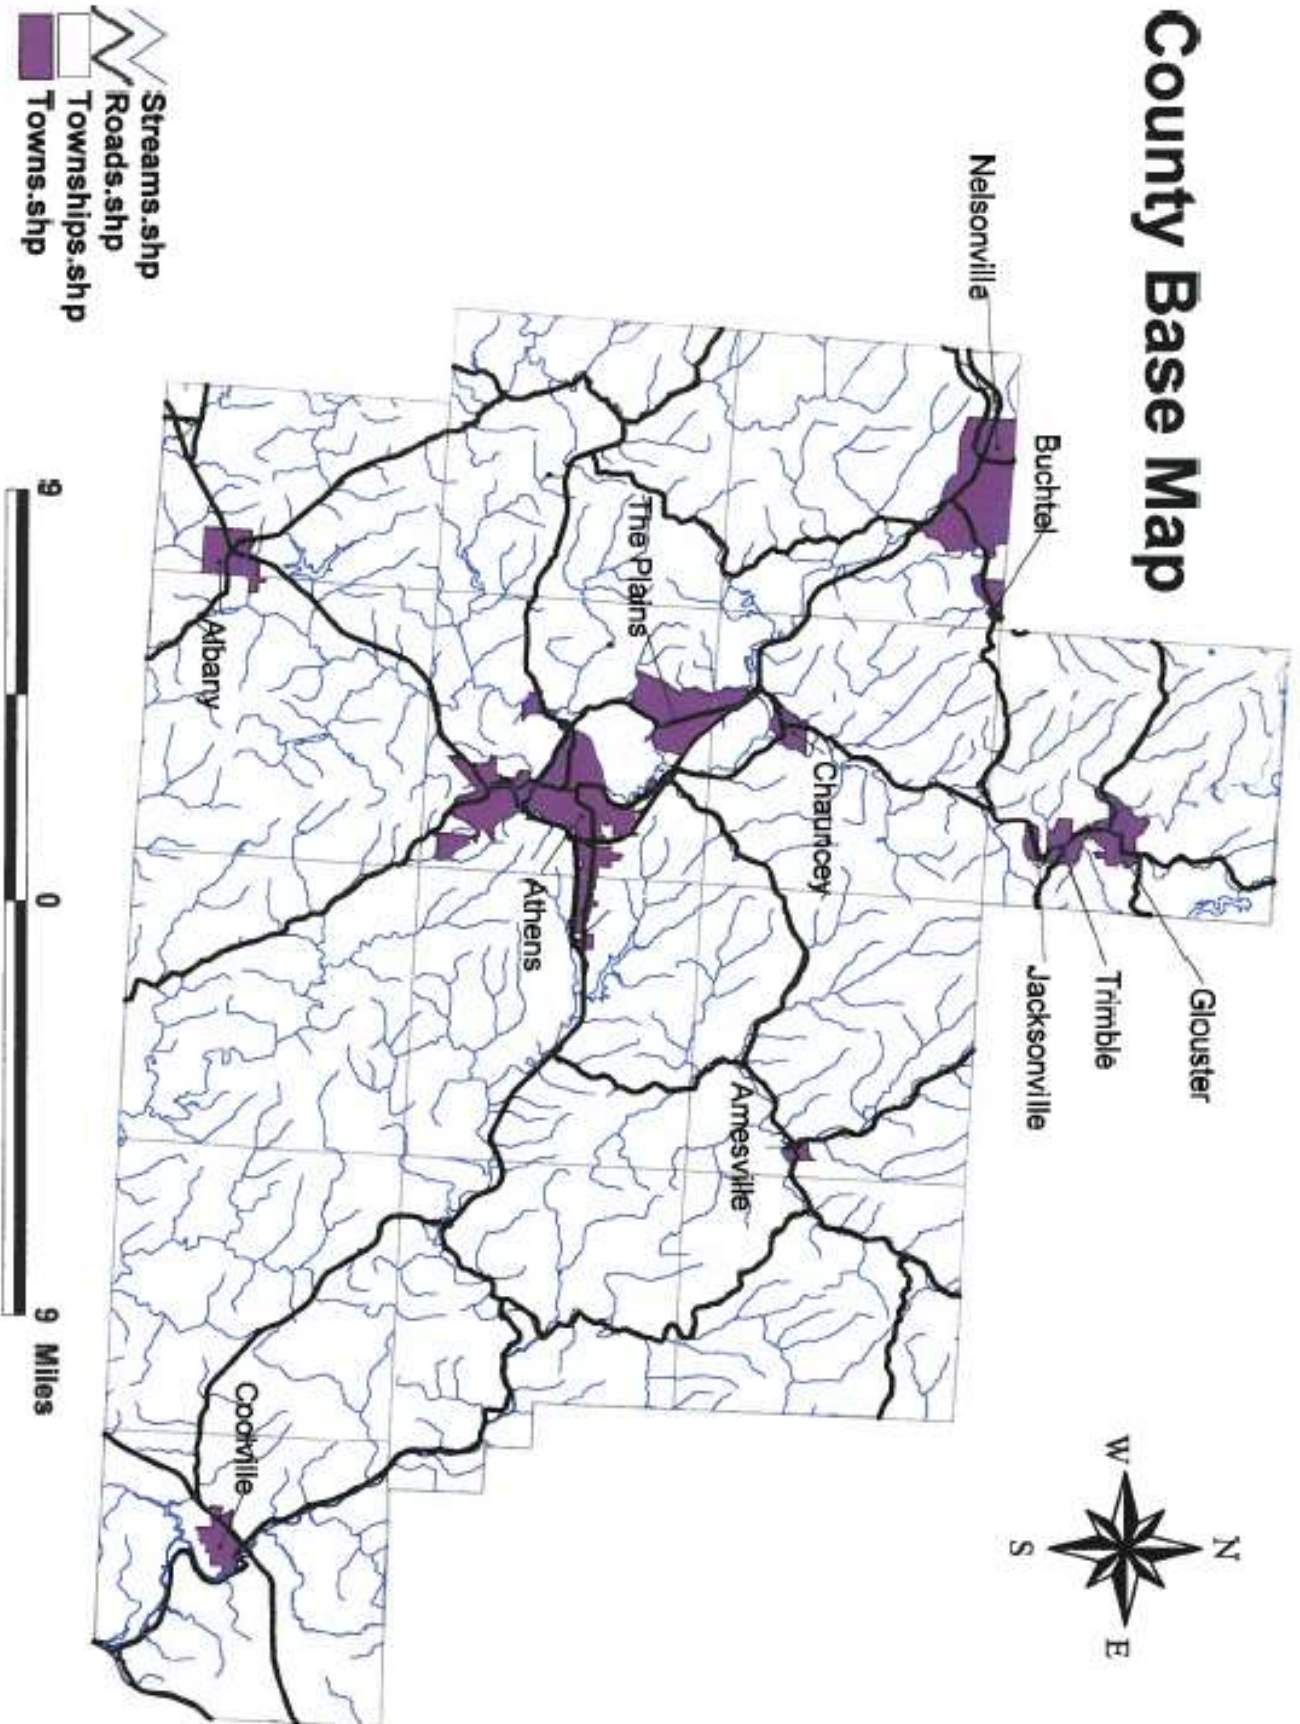 County Base Map
Nelsonville
Buchtel
Glouster
Trimble
Jacksonville
The Plains
Chauncey
Amesville
Athens
Albany
Coolville
N
W
E
S
Streams.shp
Roads.shp
Townships.shp
Towns.shp
9
0
9 Miles